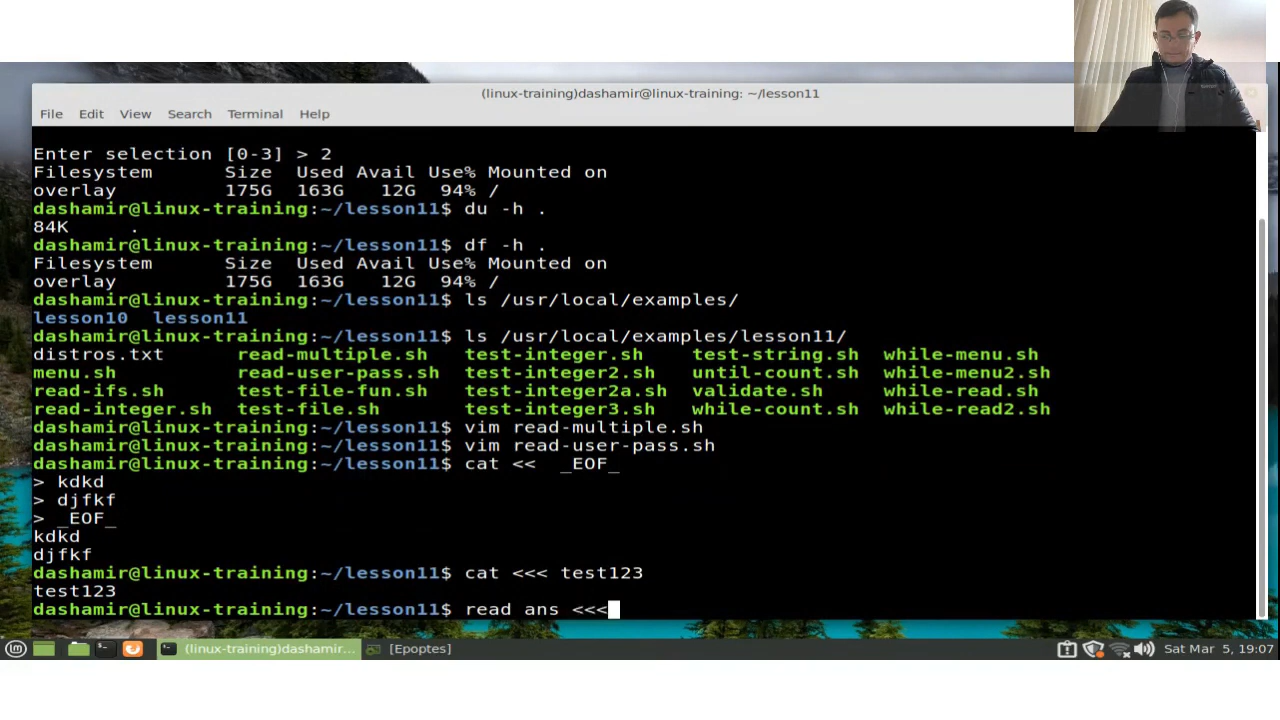 (linux-training)dashamir@linux-training: ~/lesson11
File Edit View Search Terminal Help
Enter selection [0-3] > 2
Filesystem      Size  Used Avail Use% Mounted on
overlay         175G  163G   12G  94% /
dashamir@linux-training:~/lesson11$ du -h .
84K     .
dashamir@linux-training:~/lesson11$ df -h .
Filesystem      Size  Used Avail Use% Mounted on
overlay         175G  163G   12G  94% /
dashamir@linux-training:~/lesson11$ ls /usr/local/examples/
lesson10  lesson11
dashamir@linux-training:~/lesson11$ ls /usr/local/examples/lesson11/
distros.txt      read-multiple.sh   test-integer.sh    test-string.sh  while-menu.sh
menu.sh          read-user-pass.sh  test-integer2.sh   until-count.sh  while-menu2.sh
read-ifs.sh      test-file-fun.sh   test-integer2a.sh  validate.sh     while-read.sh
read-integer.sh  test-file.sh       test-integer3.sh   while-count.sh  while-read2.sh
dashamir@linux-training:~/lesson11$ vim read-multiple.sh
dashamir@linux-training:~/lesson11$ vim read-user-pass.sh
dashamir@linux-training:~/lesson11$ cat <<  _EOF_
> kdkd
> djfkf
> _EOF_
kdkd
djfkf
dashamir@linux-training:~/lesson11$ cat <<< test123
test123
dashamir@linux-training:~/lesson11$ read ans <<<
(linux-training)dashamir... [Epoptes] Sat Mar 5, 19:07